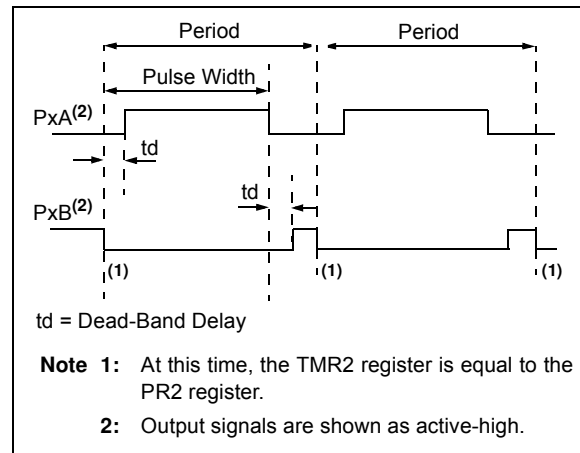 Period Period
Pulse Width
PxA(2)
td
td
PxB(2)
(1) (1) (1)
td = Dead-Band Delay
Note 1: At this time, the TMR2 register is equal to the
PR2 register.
2: Output signals are shown as active-high.